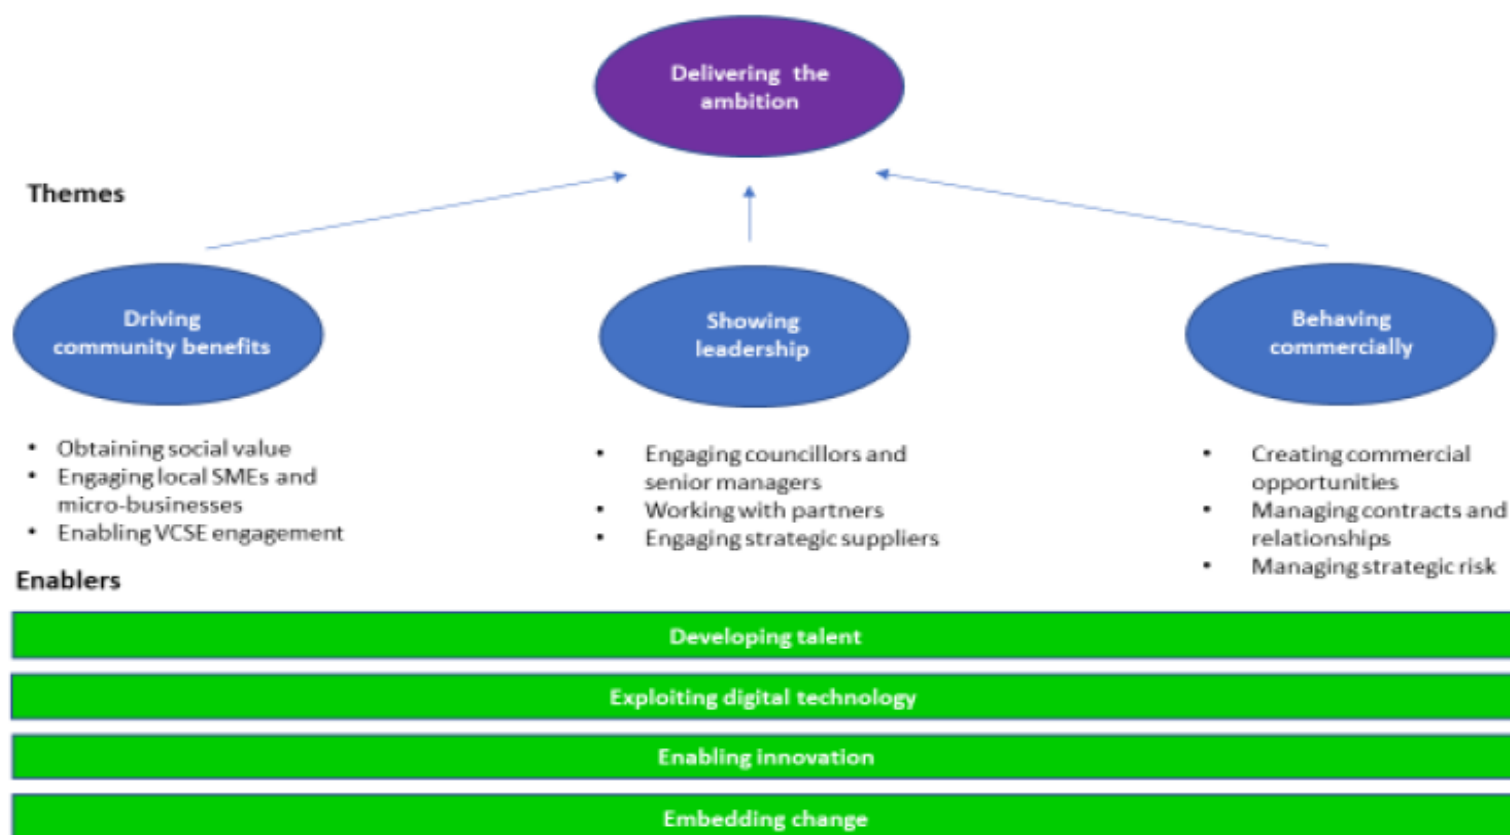 Delivering the
ambition
Themes
Driving
community benefits
Showing
leadership
Behaving
commercially
• Obtaining social value
• Engaging local SMEs and
micro-businesses
• Enabling VCSE engagement
• Engaging councillors and
senior managers
• Working with partners
• Engaging strategic suppliers
• Creating commercial
opportunities
• Managing contracts and
relationships
• Managing strategic risk
Enablers
Developing talent
Exploiting digital technology
Enabling innovation
Embedding change